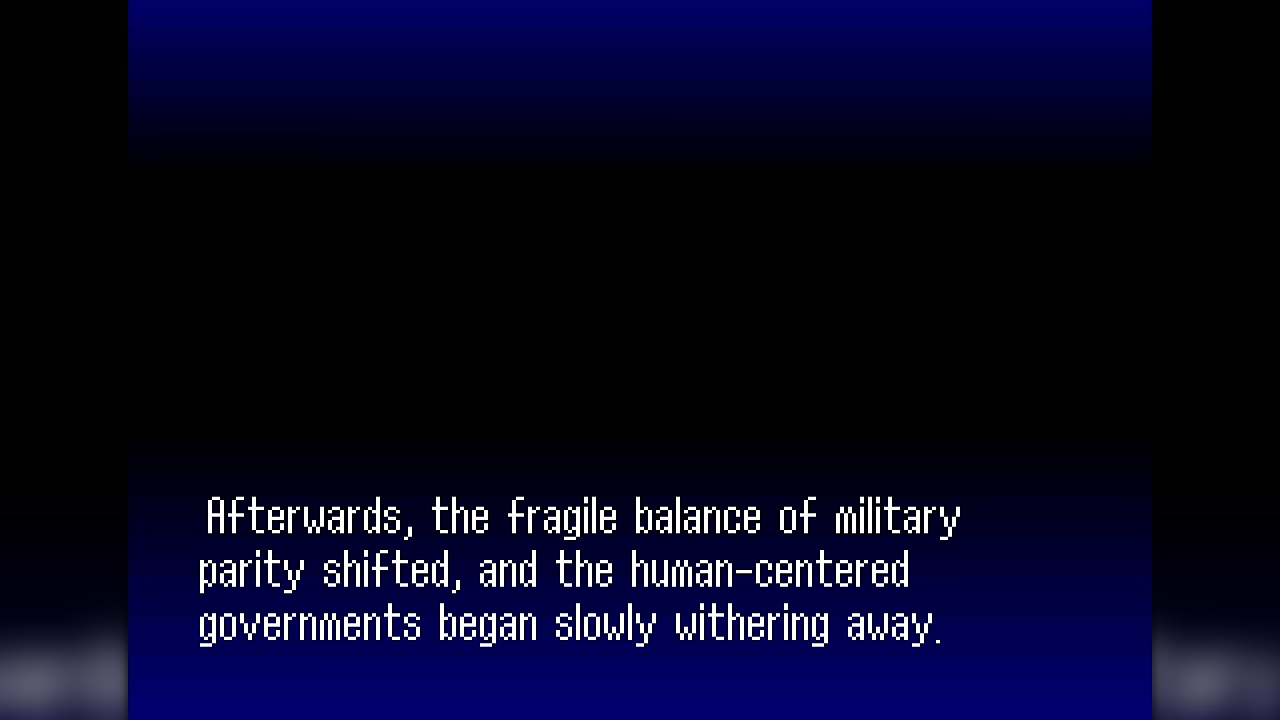 Afterwards, the fragile balance of military
parity shifted, and the human-centered
governments began slowly withering away.